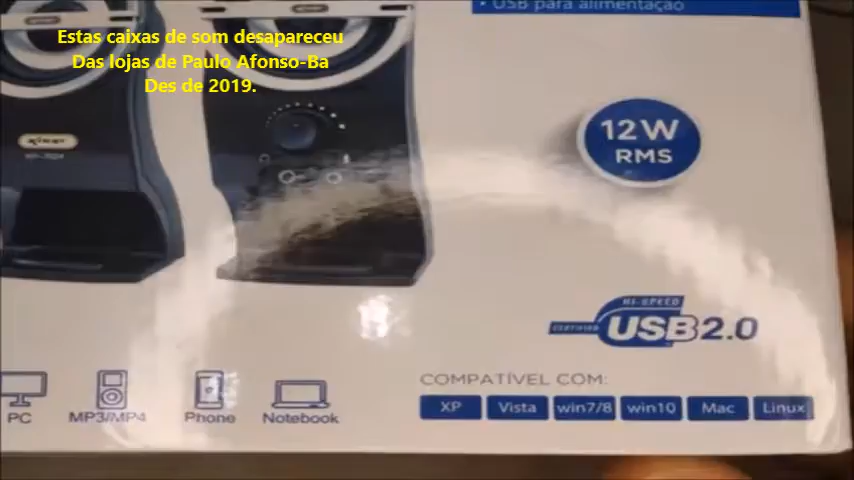 • USB para alimentação
Estas caixas de som desapareceu
Das lojas de Paulo Afonso-Ba
Des de 2019.
12W
RMS
HI-SPEED
CERTIFIED
USB2.0
PC
MP3/MP4
Phone
Notebook
COMPATÍVEL COM:
XP
Vista
win7/8
win10
Mac
Linux